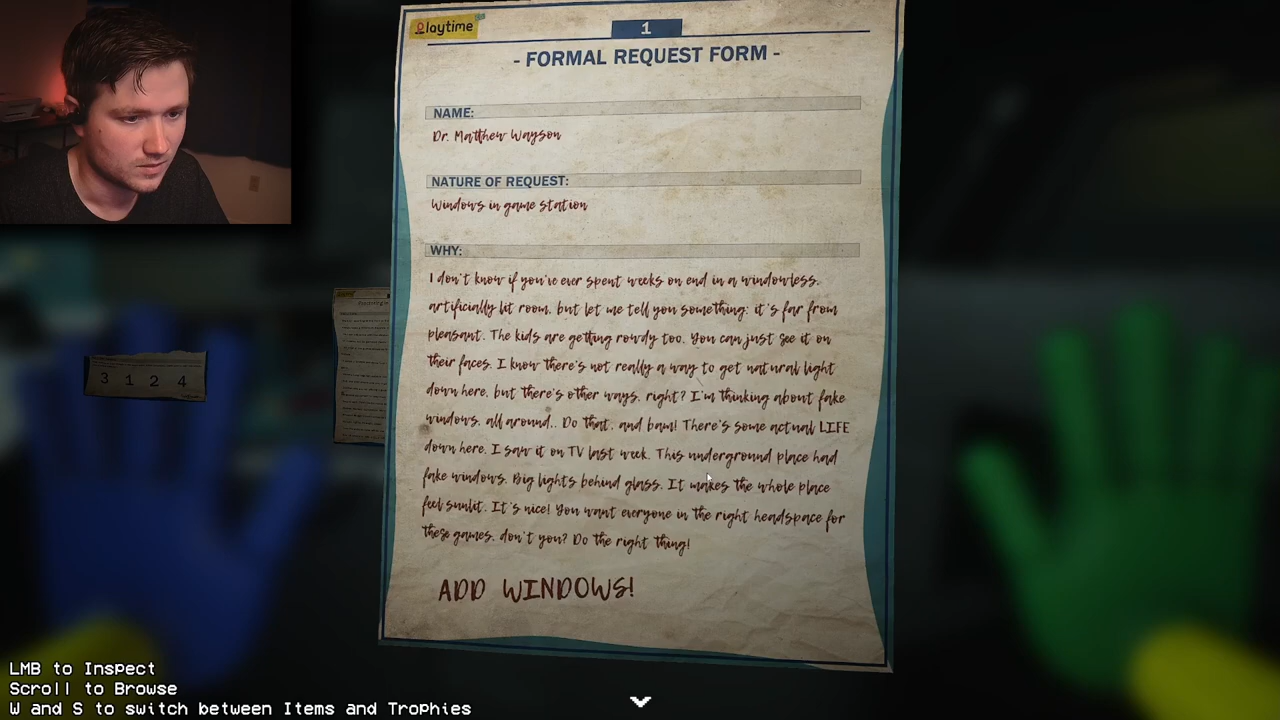 Playtime
1
- FORMAL REQUEST FORM -
NAME:
Dr. Matthew Wayson
NATURE OF REQUEST:
Windows in game station
WHY:
I don't know if you've ever spent weeks on end in a windowless,
artificially lit room, but let me tell you something: it's far from
pleasant. The kids are getting rowdy too. You can just see it on
their faces. I know there's not really a way to get natural light
down here, but there's other ways, right? I'm thinking about fake
windows, all around.. Do that, and bam! There's some actual LIFE
down here. I saw it on TV last week. This underground place had
fake windows. Big lights behind glass. It makes the whole place
feel sunlit. It's nice! You want everyone in the right headspace for
these games, don't you? Do the right thing!
ADD WINDOWS!
3 1 2 4
LMB to Inspect
Scroll to Browse
W and S to switch between Items and Trophies